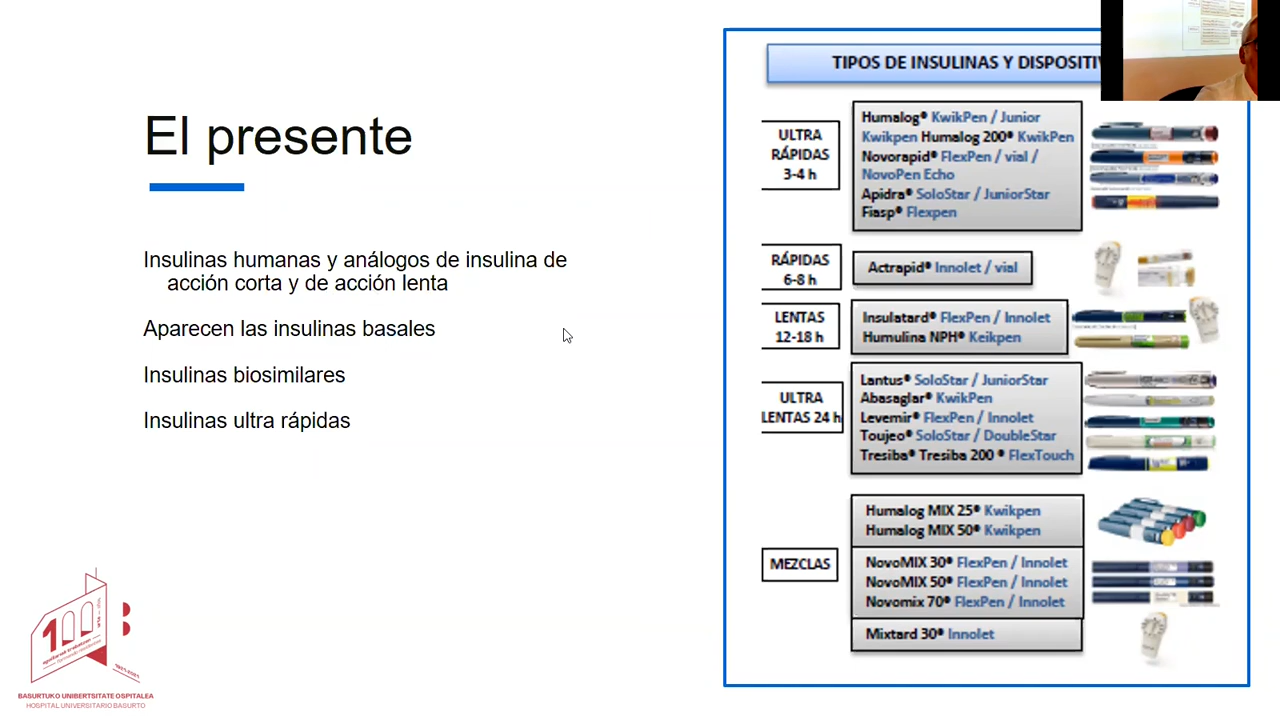 El presente
Insulinas humanas y análogos de insulina de
acción corta y de acción lenta
Aparecen las insulinas basales
Insulinas biosimilares
Insulinas ultra rápidas
TIPOS DE INSULINAS Y DISPOSITIV
ULTRA
RÁPIDAS
3-4 h
Humalog® KwikPen / Junior
Kwikpen Humalog 200® KwikPen
Novorapid® FlexPen / vial /
NovoPen Echo
Apidra® SoloStar / JuniorStar
Fiasp® Flexpen
RÁPIDAS
6-8 h
Actrapid® Innolet / vial
LENTAS
12-18 h
Insulatard® FlexPen / Innolet
Humulina NPH® Keikpen
ULTRA
LENTAS 24 h
Lantus® SoloStar / JuniorStar
Abasaglar® KwikPen
Levemir® FlexPen / Innolet
Toujeo® SoloStar / DoubleStar
Tresiba® Tresiba 200 ® FlexTouch
MEZCLAS
Humalog MIX 25® Kwikpen
Humalog MIX 50® Kwikpen
NovoMIX 30® FlexPen / Innolet
NovoMIX 50® FlexPen / Innolet
Novomix 70® FlexPen / Innolet
Mixtard 30® Innolet
100
BASURTUKO UNIBERTSITATE OSPITALEA
HOSPITAL UNIVERSITARIO BASURTO